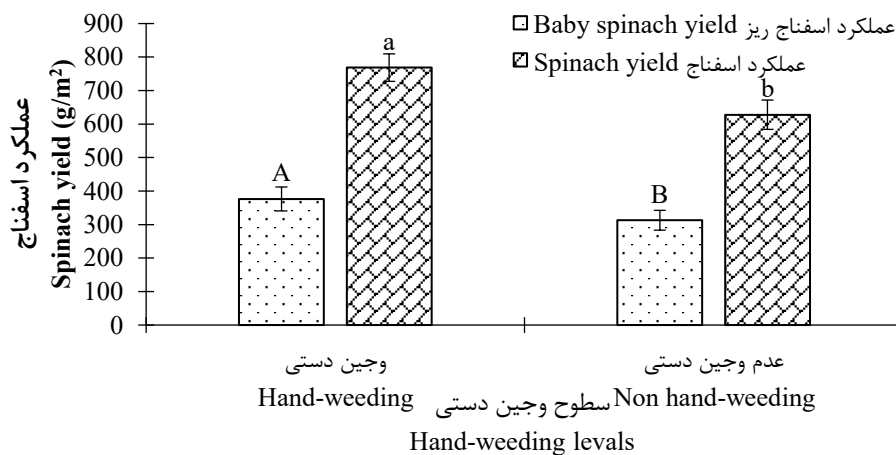 عملکرد اسفناج ریز Baby spinach yield
عملکرد اسفناج Spinach yield
عملکرد اسفناج
Spinach yield (g/m²)
900
800
700
600
500
400
300
200
100
0
A
a
B
b
وجین دستی
Hand-weeding
عدم وجین دستی
Non hand-weeding
سطوح وجین دستی
Hand-weeding levals